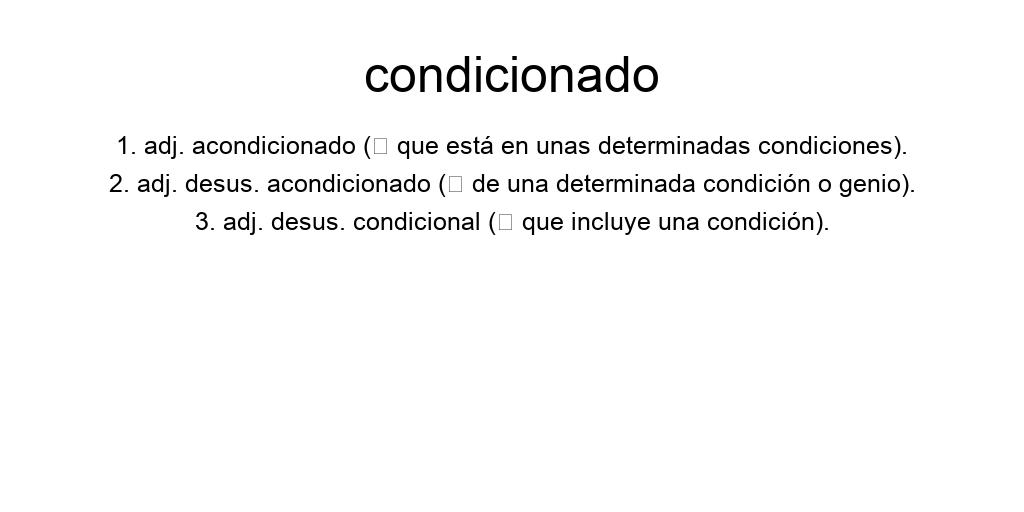 condicionado
1. adj. acondicionado (▯ que está en unas determinadas condiciones).
2. adj. desus. acondicionado (▯ de una determinada condición o genio).
3. adj. desus. condicional (▯ que incluye una condición).